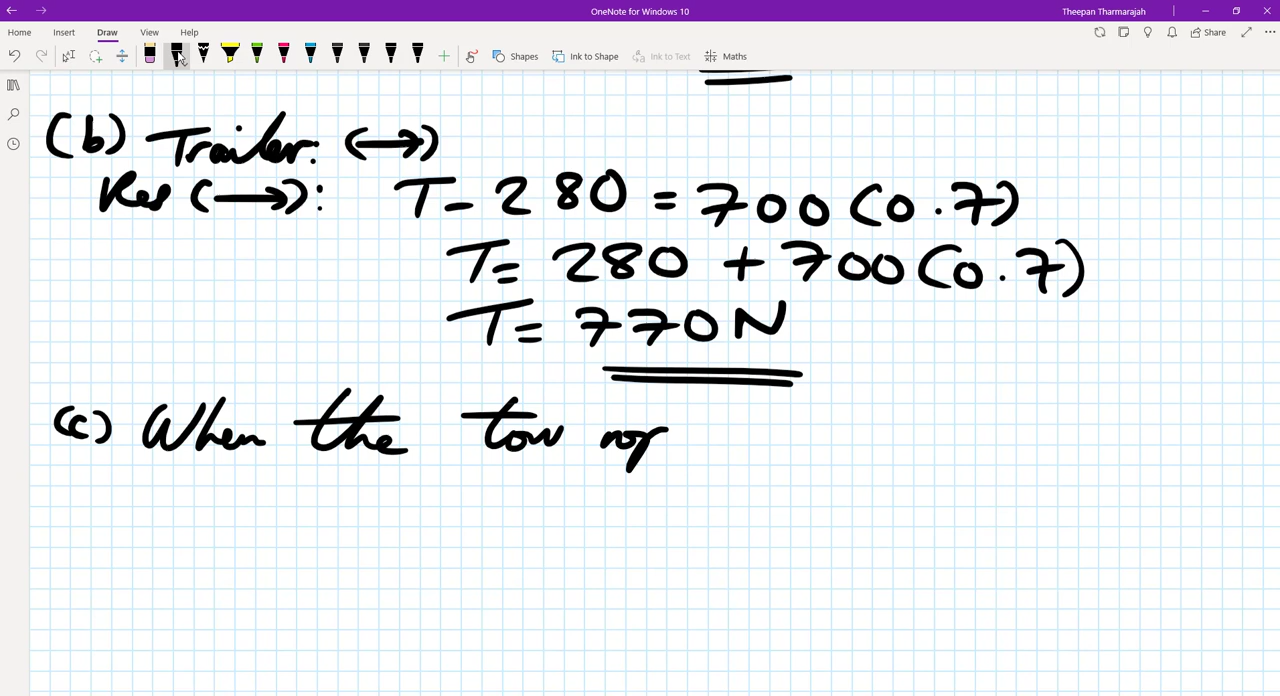 OneNote for Windows 10
Theepan Tharmarajah
Home Insert Draw View Help
Share
Shapes Ink to Shape Ink to Text Maths
(b) Trailer: (↔)
Res (→): T - 280 = 700(0.7)
T = 280 + 700(0.7)
T = 770N
(c) When the tow rop